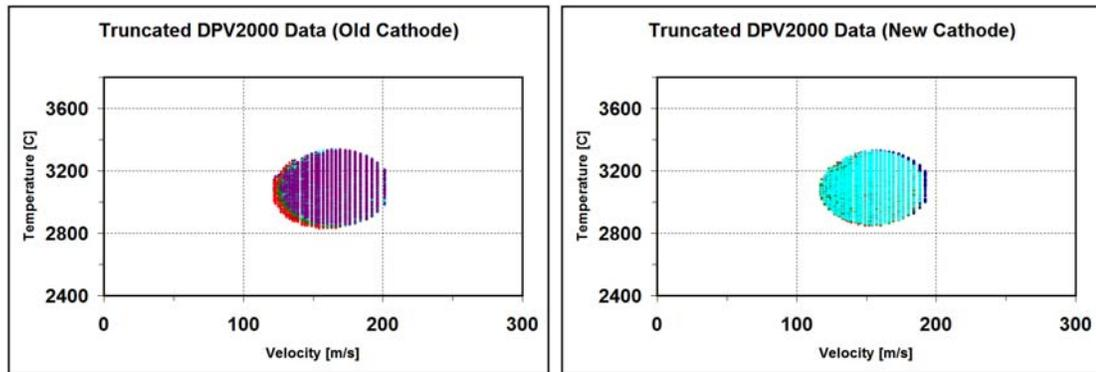 Truncated DPV2000 Data (Old Cathode)
3600
3200
2800
2400
Temperature [C]
0 100 200 300
Velocity [m/s]
Truncated DPV2000 Data (New Cathode)
3600
3200
2800
2400
Temperature [C]
0 100 200 300
Velocity [m/s]